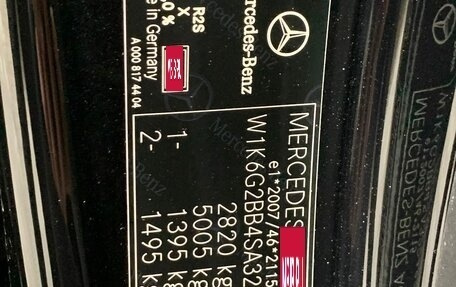 MERCEDES
e1*2007/46*2115
W1K6G2BB4SA32
2820 kg
5005 kg
1- 1395 kg
2- 1495 kg
Mercedes-Benz
R2S
X
,0 %
de in Germany
A 000 817 44 04